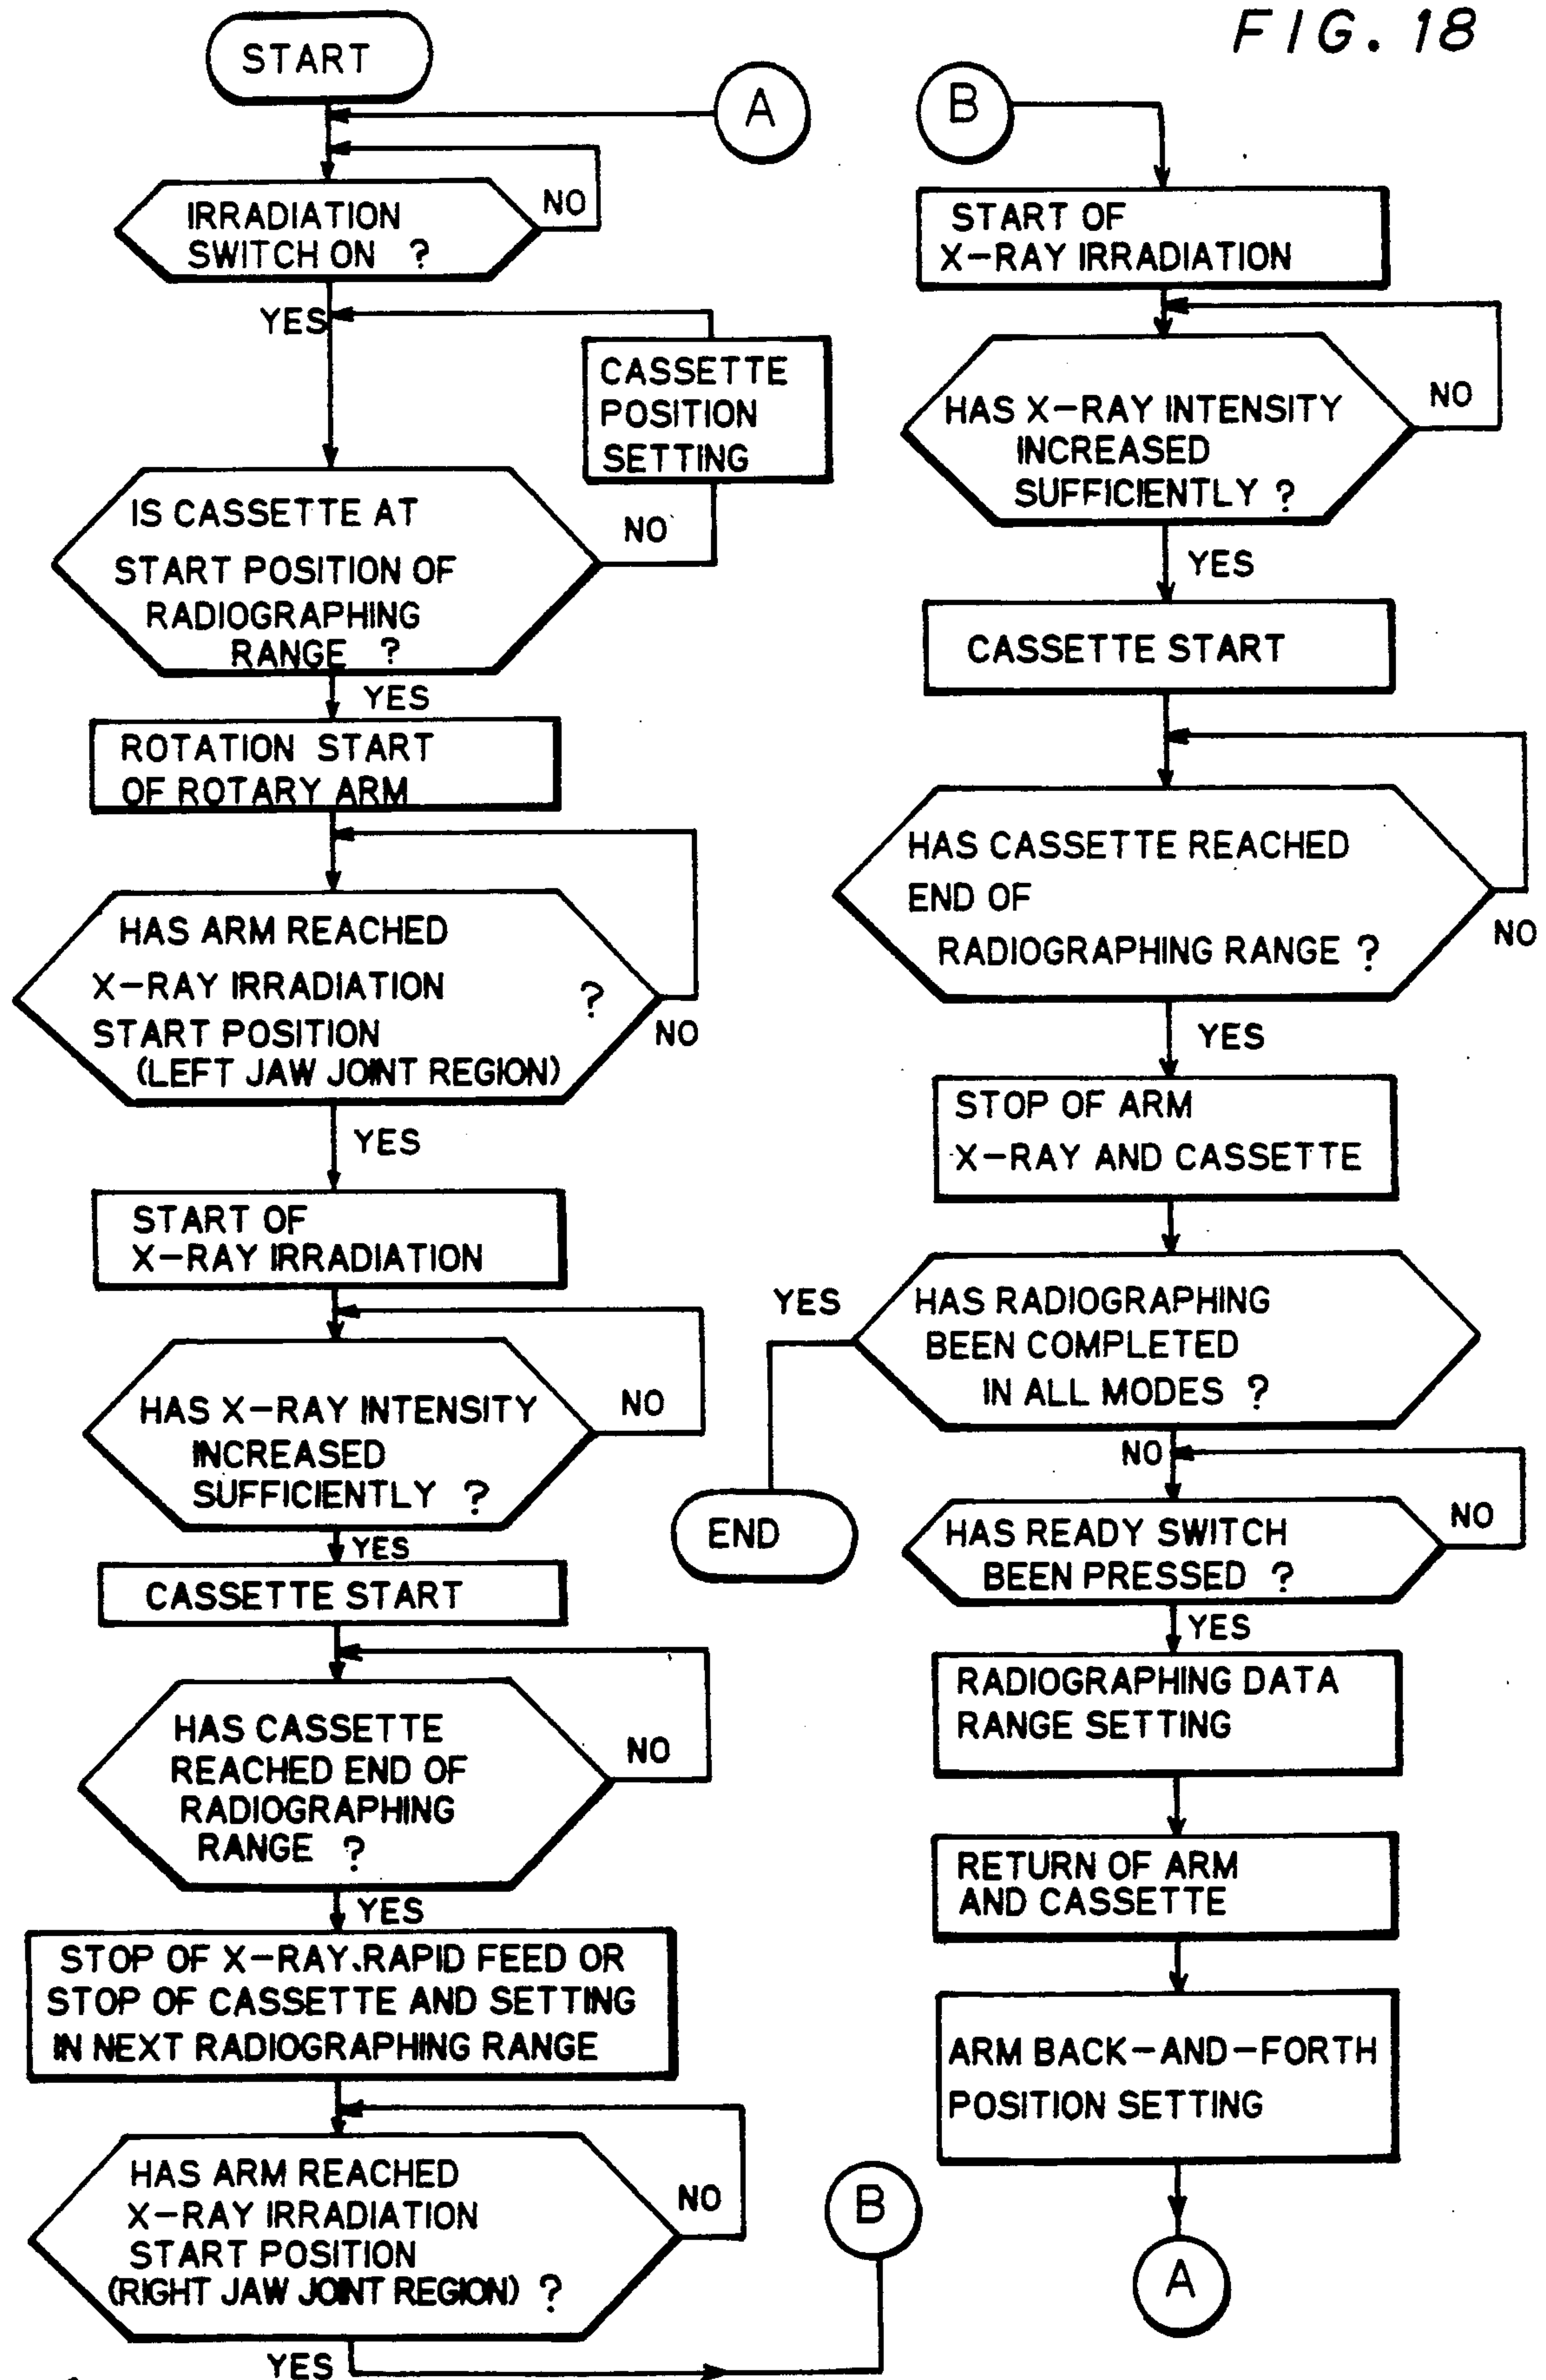 FIG. 18
START
A
IRRADIATION
SWITCH ON ?
NO
YES
CASSETTE
POSITION
SETTING
IS CASSETTE AT
START POSITION OF
RADIOGRAPHING
RANGE ?
NO
YES
ROTATION START
OF ROTARY ARM
HAS ARM REACHED
X-RAY IRRADIATION ?
START POSITION
(LEFT JAW JOINT REGION)
NO
YES
START OF
X-RAY IRRADIATION
HAS X-RAY INTENSITY
INCREASED
SUFFICIENTLY ?
NO
YES
CASSETTE START
HAS CASSETTE
REACHED END OF
RADIOGRAPHING
RANGE ?
NO
YES
STOP OF X-RAY.RAPID FEED OR
STOP OF CASSETTE AND SETTING
IN NEXT RADIOGRAPHING RANGE
HAS ARM REACHED
X-RAY IRRADIATION
START POSITION
(RIGHT JAW JOINT REGION) ?
NO
YES
B
B
START OF
X-RAY IRRADIATION
HAS X-RAY INTENSITY
INCREASED
SUFFICIENTLY ?
NO
YES
CASSETTE START
HAS CASSETTE REACHED
END OF
RADIOGRAPHING RANGE ?
NO
YES
STOP OF ARM
X-RAY AND CASSETTE
HAS RADIOGRAPHING
BEEN COMPLETED
IN ALL MODES ?
YES
END
NO
HAS READY SWITCH
BEEN PRESSED ?
NO
YES
RADIOGRAPHING DATA
RANGE SETTING
RETURN OF ARM
AND CASSETTE
ARM BACK-AND-FORTH
POSITION SETTING
A